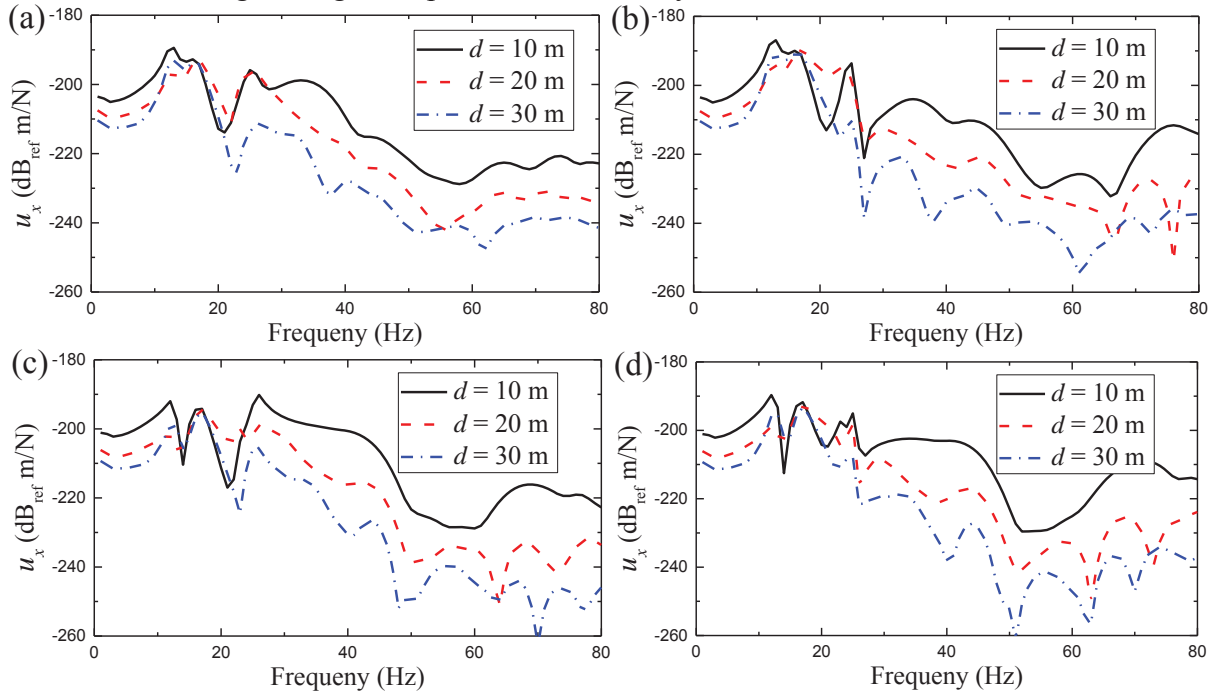 (a)
-180
-200
-220
-240
-260
u_x (dB_ref m/N)
d = 10 m
d = 20 m
d = 30 m
0 20 40 60 80
Frequeny (Hz)
(b)
-180
-200
-220
-240
-260
u_x (dB_ref m/N)
d = 10 m
d = 20 m
d = 30 m
0 20 40 60 80
Frequeny (Hz)
(c)
-180
-200
-220
-240
-260
u_x (dB_ref m/N)
d = 10 m
d = 20 m
d = 30 m
0 20 40 60 80
Frequeny (Hz)
(d)
-180
-200
-220
-240
-260
u_x (dB_ref m/N)
d = 10 m
d = 20 m
d = 30 m
0 20 40 60 80
Frequeny (Hz)